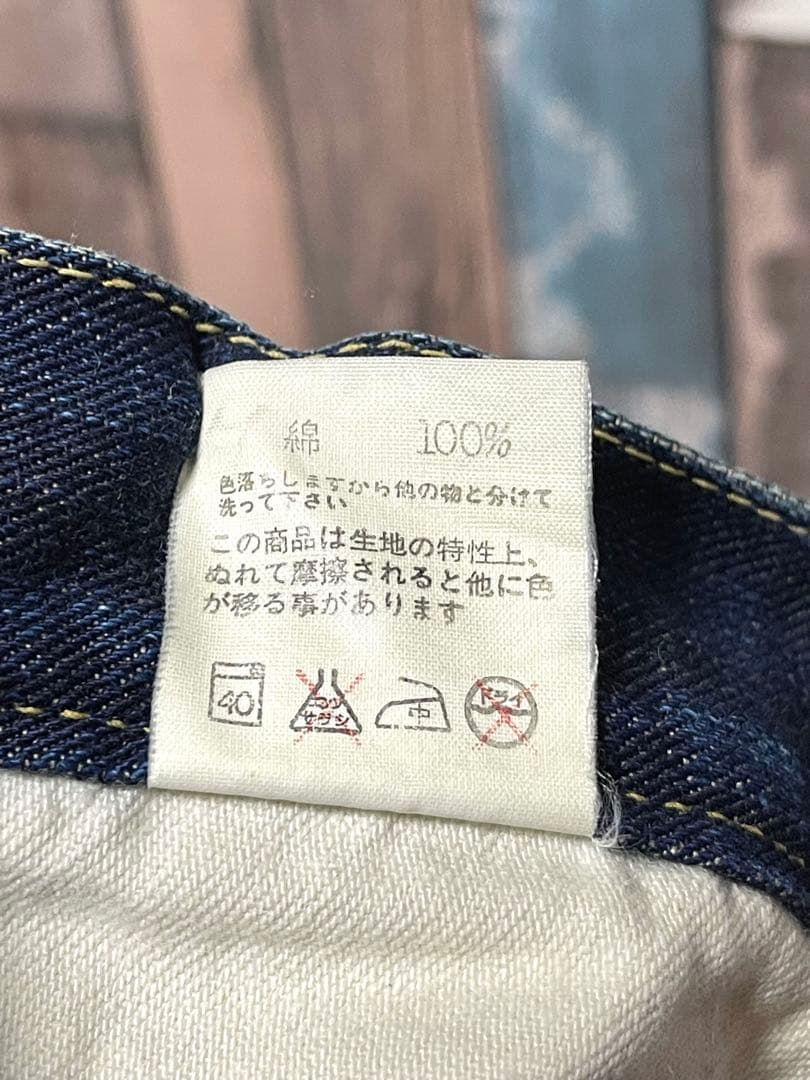 綿 100%
色落ちしますから他の物と分けて
洗って下さい
この商品は生地の特性上、
ぬれて摩擦されると他に色
が移る事があります
40
エンソ
サラシ
中
ドライ